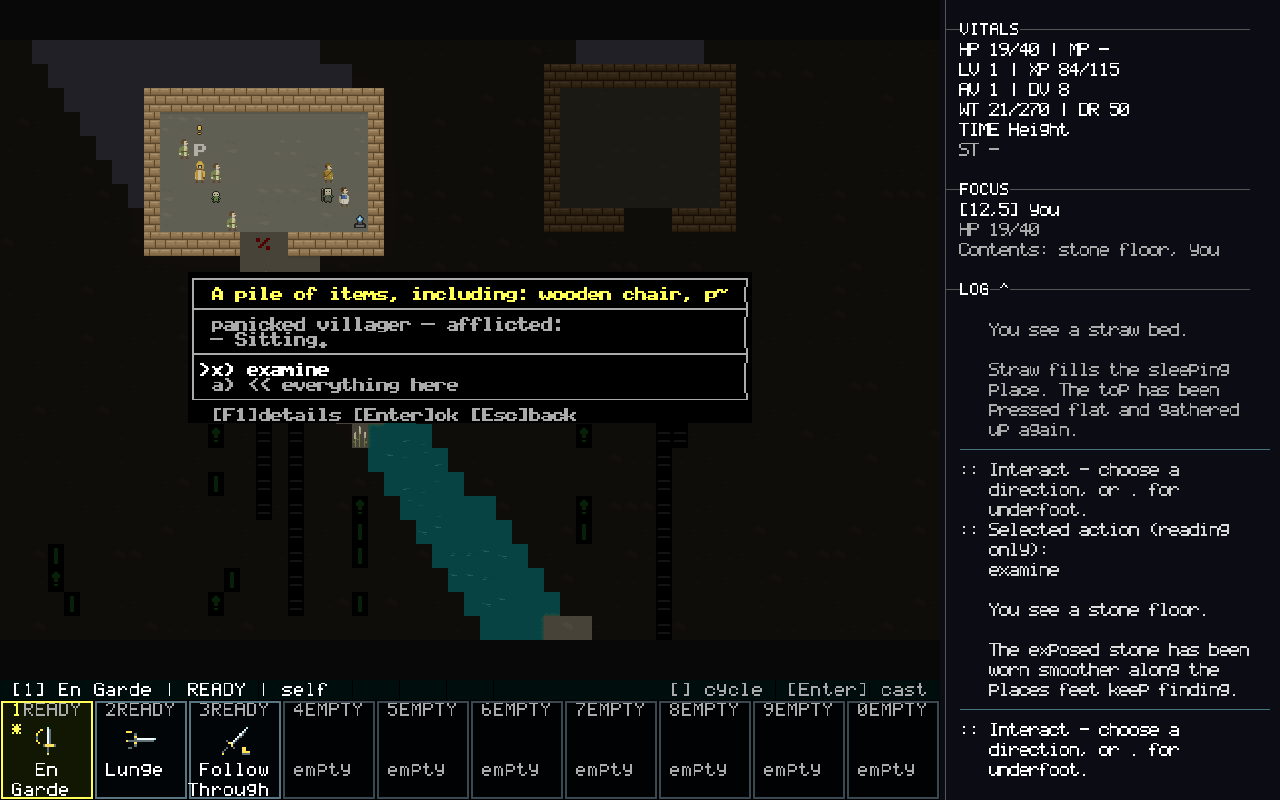 P
A pile of items, including: wooden chair, p~
panicked villager — afflicted:
— Sitting.
>x) examine
a) << everything here
[F1]details [Enter]ok [Esc]back
[1] En Garde | READY | self
[] cycle [Enter] cast
1READY
*
En
Garde
2READY
Lunge
3READY
Follow
Through
4EMPTY
empty
5EMPTY
empty
6EMPTY
empty
7EMPTY
empty
8EMPTY
empty
9EMPTY
empty
0EMPTY
empty
VITALS
HP 19/40 | MP -
LV 1 | XP 84/115
AV 1 | DV 8
WT 21/270 | DR 50
TIME Height
ST -
FOCUS
[12,5] You
HP 19/40
Contents: stone floor, You
LOG ^
You see a straw bed.
Straw fills the sleeping
place. The top has been
pressed flat and gathered
up again.
:: Interact - choose a
direction, or . for
underfoot.
:: Selected action (reading
only):
examine
You see a stone floor.
The exposed stone has been
worn smoother along the
places feet keep finding.
:: Interact - choose a
direction, or . for
underfoot.